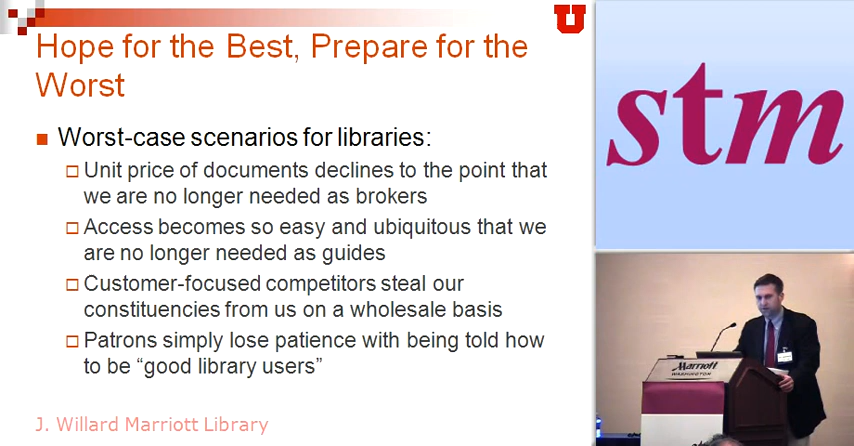 Hope for the Best, Prepare for the
Worst
Worst-case scenarios for libraries:
Unit price of documents declines to the point that
we are no longer needed as brokers
Access becomes so easy and ubiquitous that we
are no longer needed as guides
Customer-focused competitors steal our
constituencies from us on a wholesale basis
Patrons simply lose patience with being told how
to be “good library users”
J. Willard Marriott Library
U
stm
Marriott
WASHINGTON